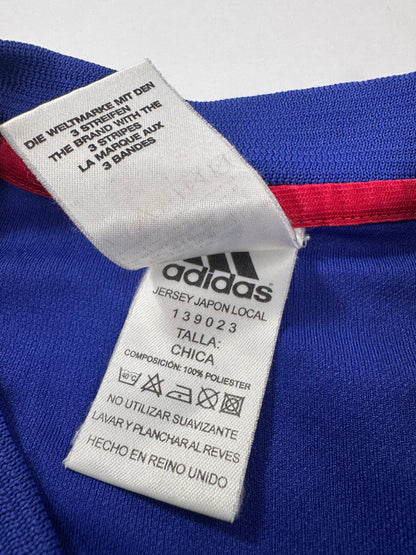 DIE WELTMARKE MIT DEN
3 STREIFEN
THE BRAND WITH THE
3 STRIPES
LA MARQUE AUX
3 BANDES
adidas
JERSEY JAPON LOCAL
139023
TALLA:
CHICA
COMPOSICIÓN: 100% POLIESTER
40°C
NO UTILIZAR SUAVIZANTE
LAVAR Y PLANCHAR AL REVES
HECHO EN REINO UNIDO